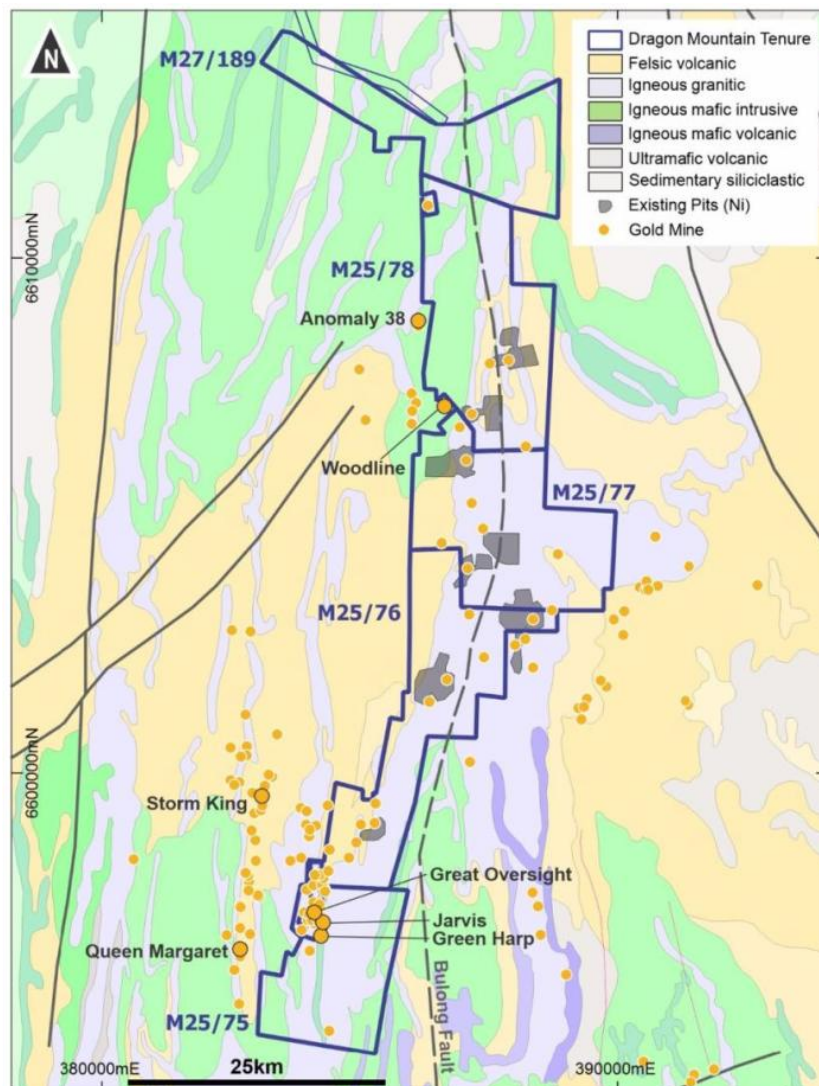 N
M27/189
Dragon Mountain Tenure
Felsic volcanic
Igneous granitic
Igneous mafic intrusive
Igneous mafic volcanic
Ultramafic volcanic
Sedimentary siliciclastic
Existing Pits (Ni)
Gold Mine
6610000mN
M25/78
Anomaly 38
Woodline
M25/77
M25/76
6600000mN
Storm King
Great Oversight
Jarvis
Green Harp
Queen Margaret
Bulong Fault
M25/75
380000mE
25km
390000mE